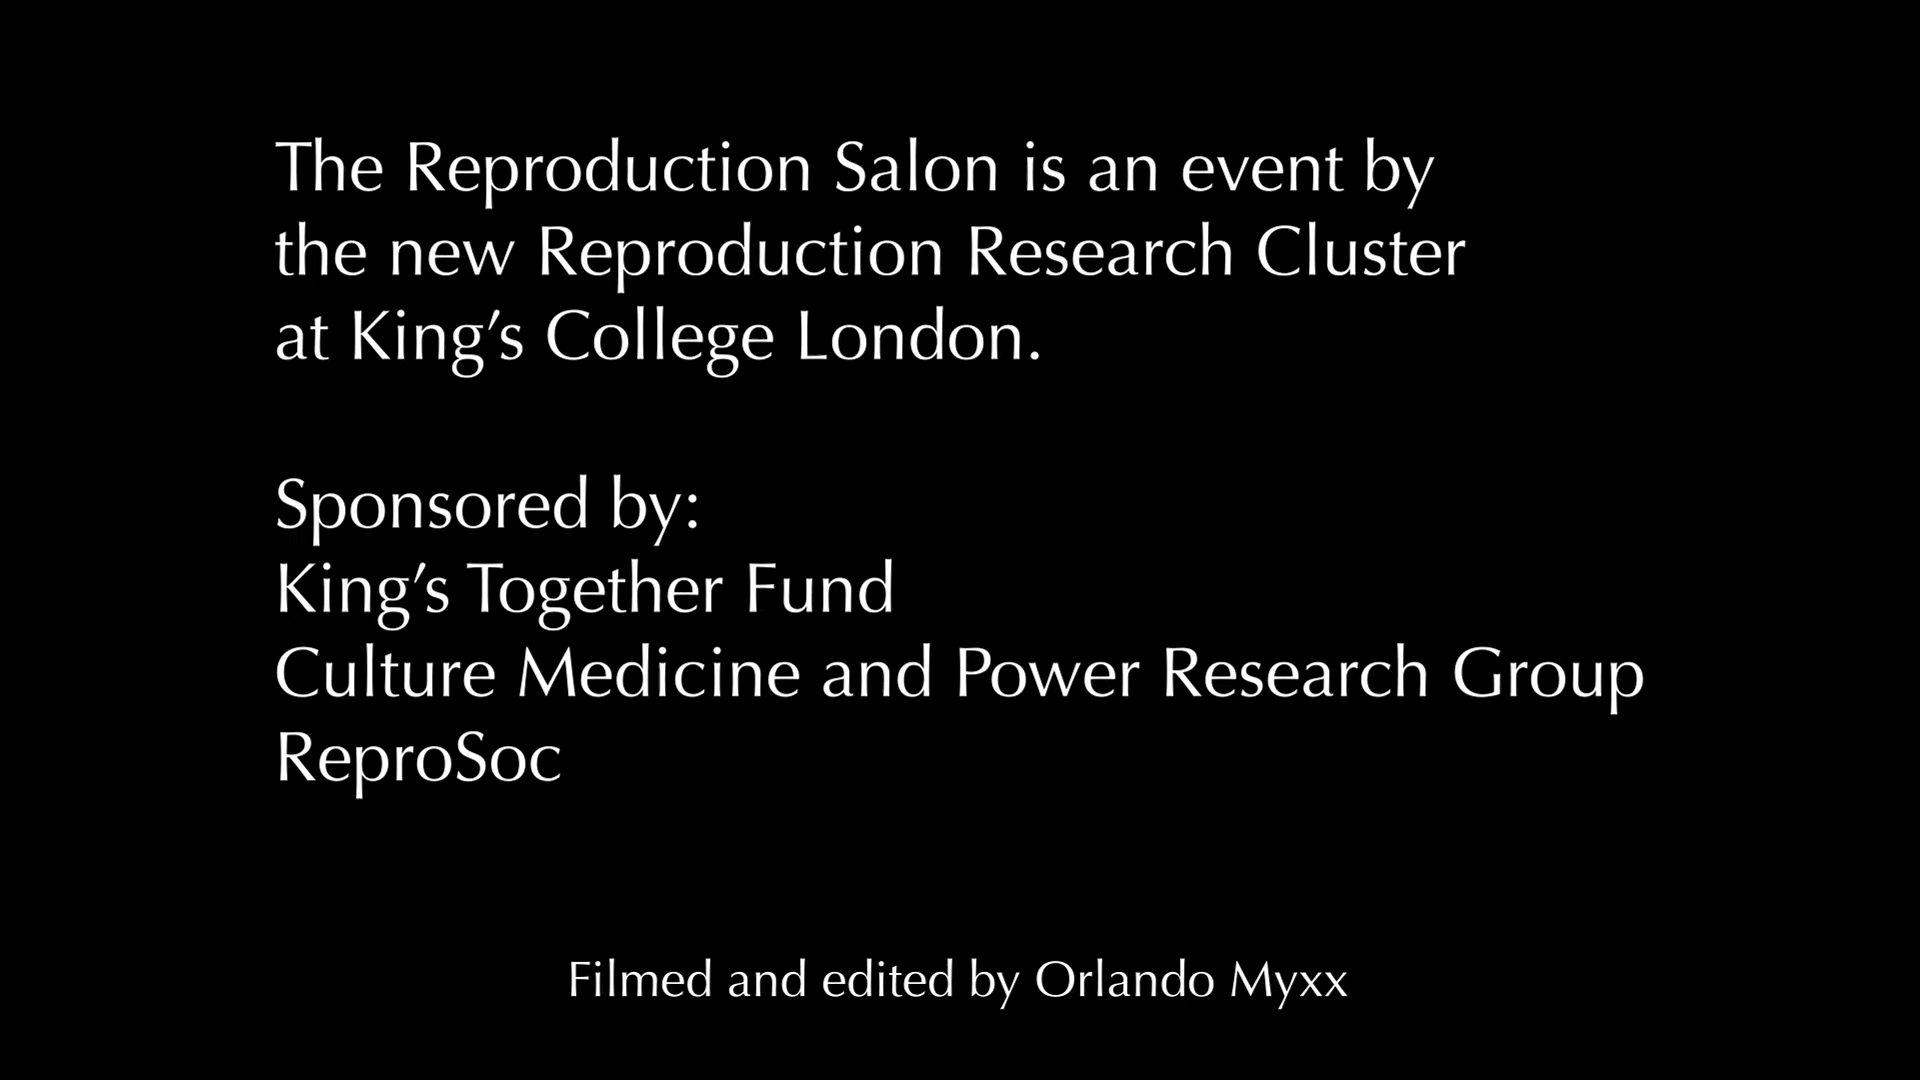 The Reproduction Salon is an event by
the new Reproduction Research Cluster
at King’s College London.
Sponsored by:
King’s Together Fund
Culture Medicine and Power Research Group
ReproSoc
Filmed and edited by Orlando Myxx